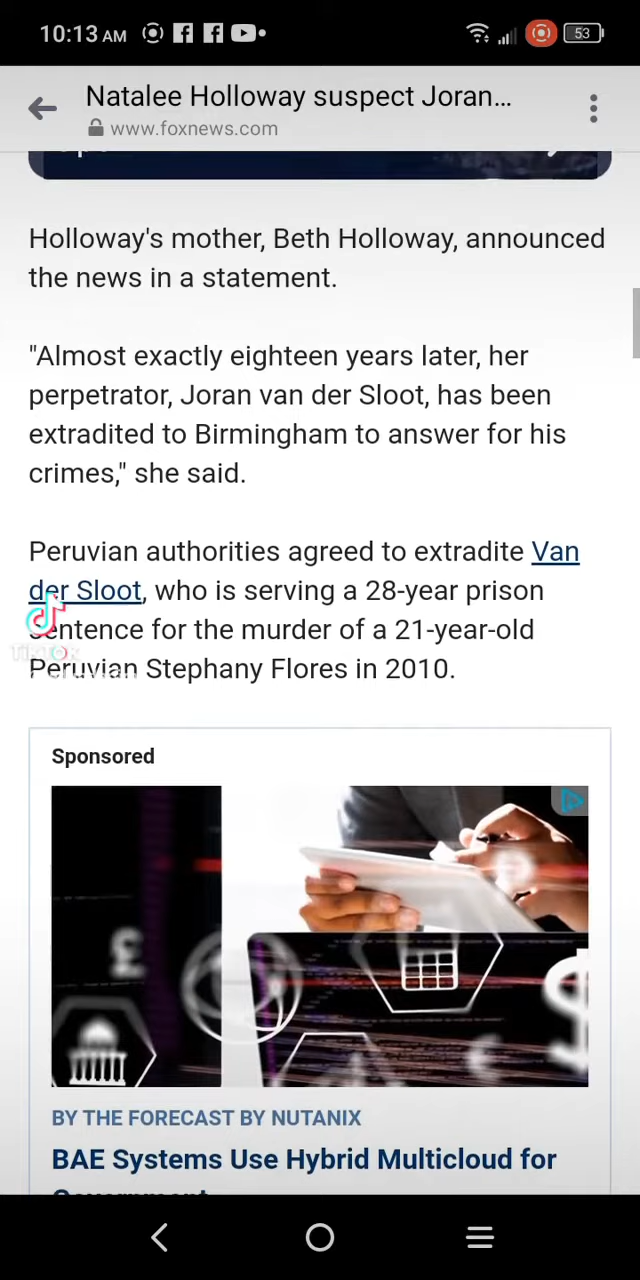 10:13 AM
53
Natalee Holloway suspect Joran...
www.foxnews.com
Holloway's mother, Beth Holloway, announced
the news in a statement.
"Almost exactly eighteen years later, her
perpetrator, Joran van der Sloot, has been
extradited to Birmingham to answer for his
crimes," she said.
Peruvian authorities agreed to extradite Van
der Sloot, who is serving a 28-year prison
sentence for the murder of a 21-year-old
TikTok
Peruvian Stephany Flores in 2010.
Sponsored
£
$
BY THE FORECAST BY NUTANIX
BAE Systems Use Hybrid Multicloud for
Government